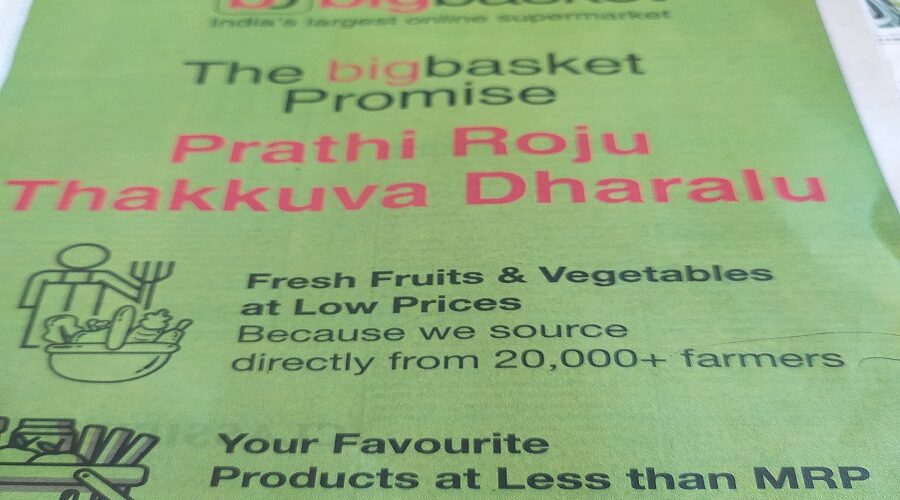 bigbasket
India's largest online supermarket
The bigbasket
Promise
Prathi Roju
Thakkuva Dharalu
Fresh Fruits & Vegetables
at Low Prices
Because we source
directly from 20,000+ farmers
Your Favourite
Products at Less than MRP